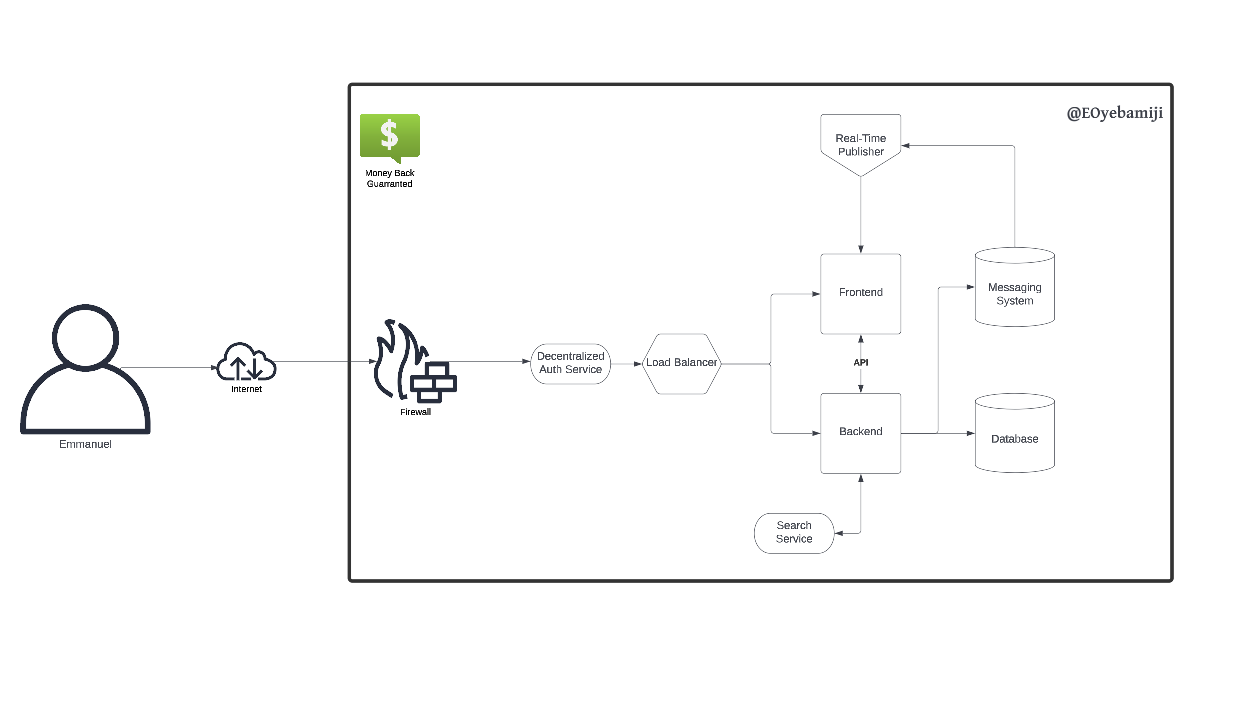 @EOyebamiji
Money Back
Guarranted
Real-Time
Publisher
Frontend
Messaging
System
Decentralized
Auth Service
Load Balancer
API
Internet
Firewall
Emmanuel
Backend
Database
Search
Service